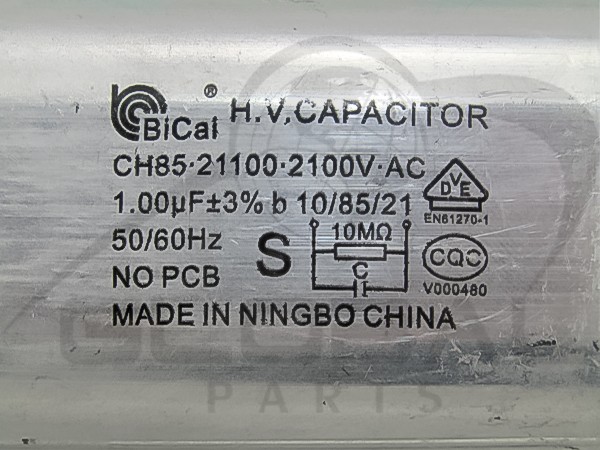 BiCai ® H.V.CAPACITOR
CH85·21100·2100V·AC
1.00µF±3% b 10/85/21
50/60Hz
NO PCB
S
10MΩ
C
DVE
EN61270-1
CQC
V000480
MADE IN NINGBO CHINA
GLOBAL
PARTS